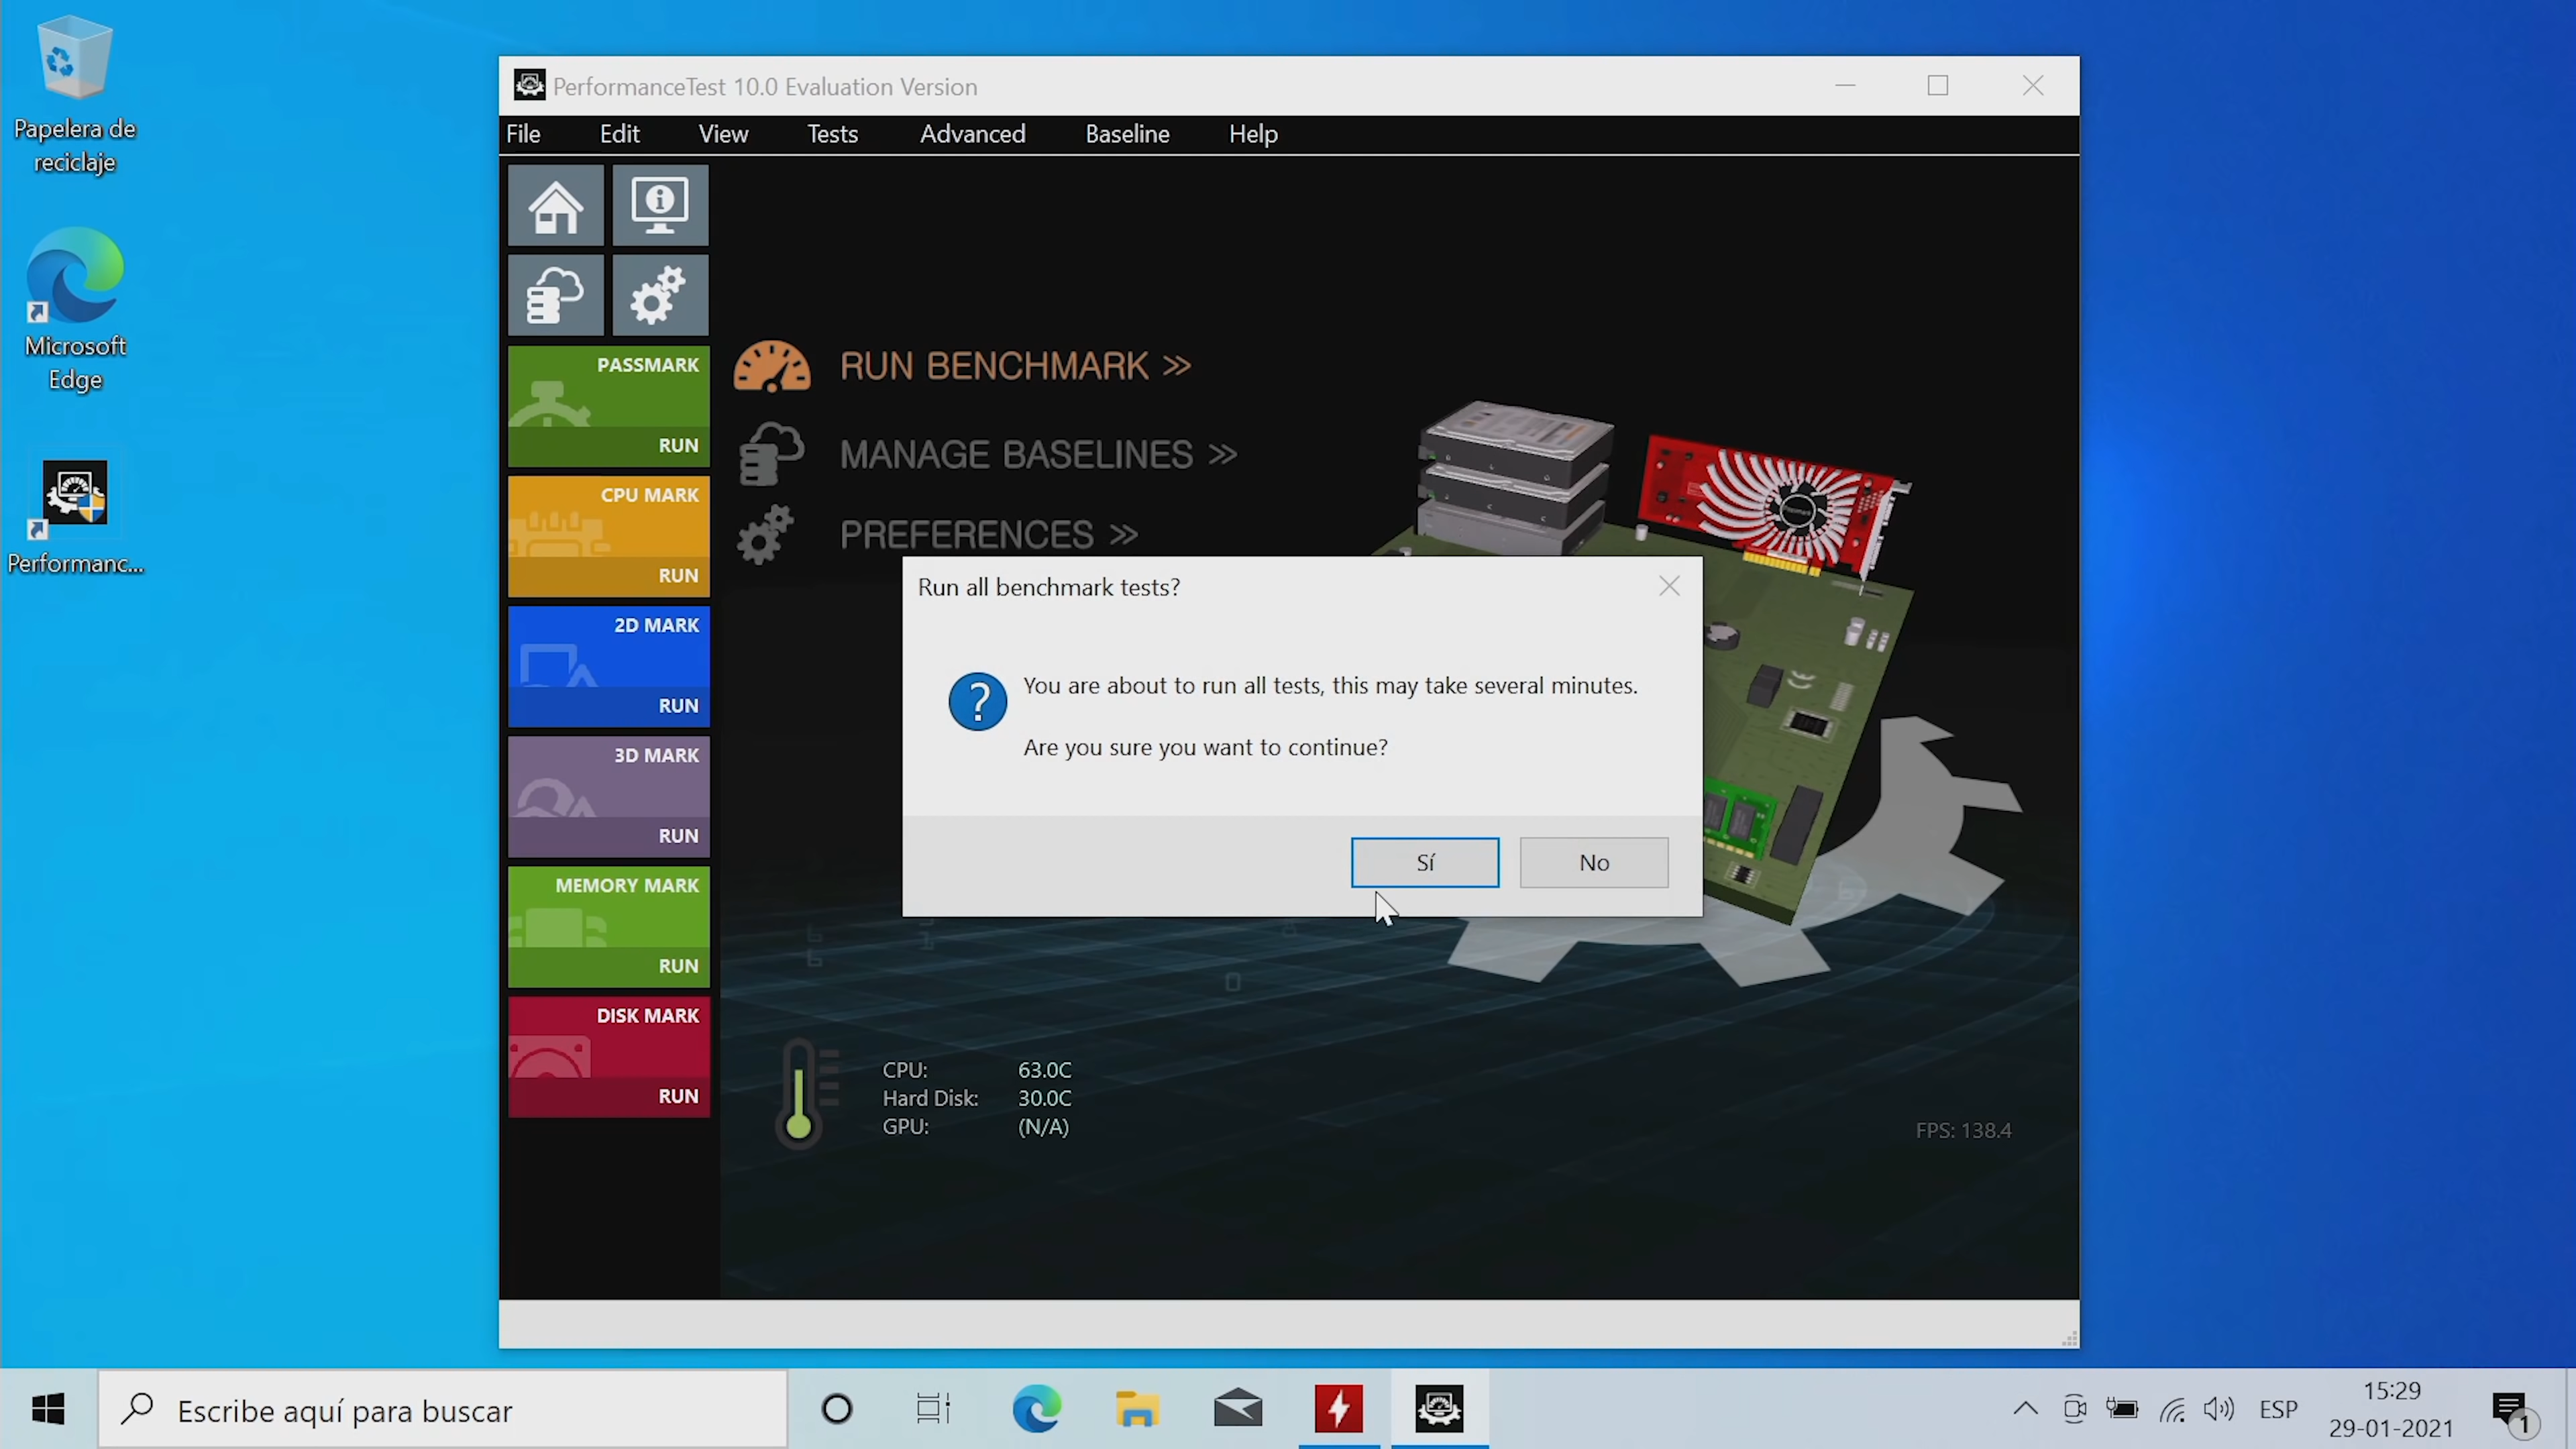 Papelera de
reciclaje
Microsoft
Edge
Performanc...
PerformanceTest 10.0 Evaluation Version
File Edit View Tests Advanced Baseline Help
PASSMARK
RUN
CPU MARK
RUN
2D MARK
RUN
3D MARK
RUN
MEMORY MARK
RUN
DISK MARK
RUN
RUN BENCHMARK >>
MANAGE BASELINES >>
PREFERENCES >>
Run all benchmark tests?
You are about to run all tests, this may take several minutes.
Are you sure you want to continue?
Sí No
CPU: 63.0C
Hard Disk: 30.0C
GPU: (N/A)
FPS: 138.4
Escribe aquí para buscar
ESP
15:29
29-01-2021
1